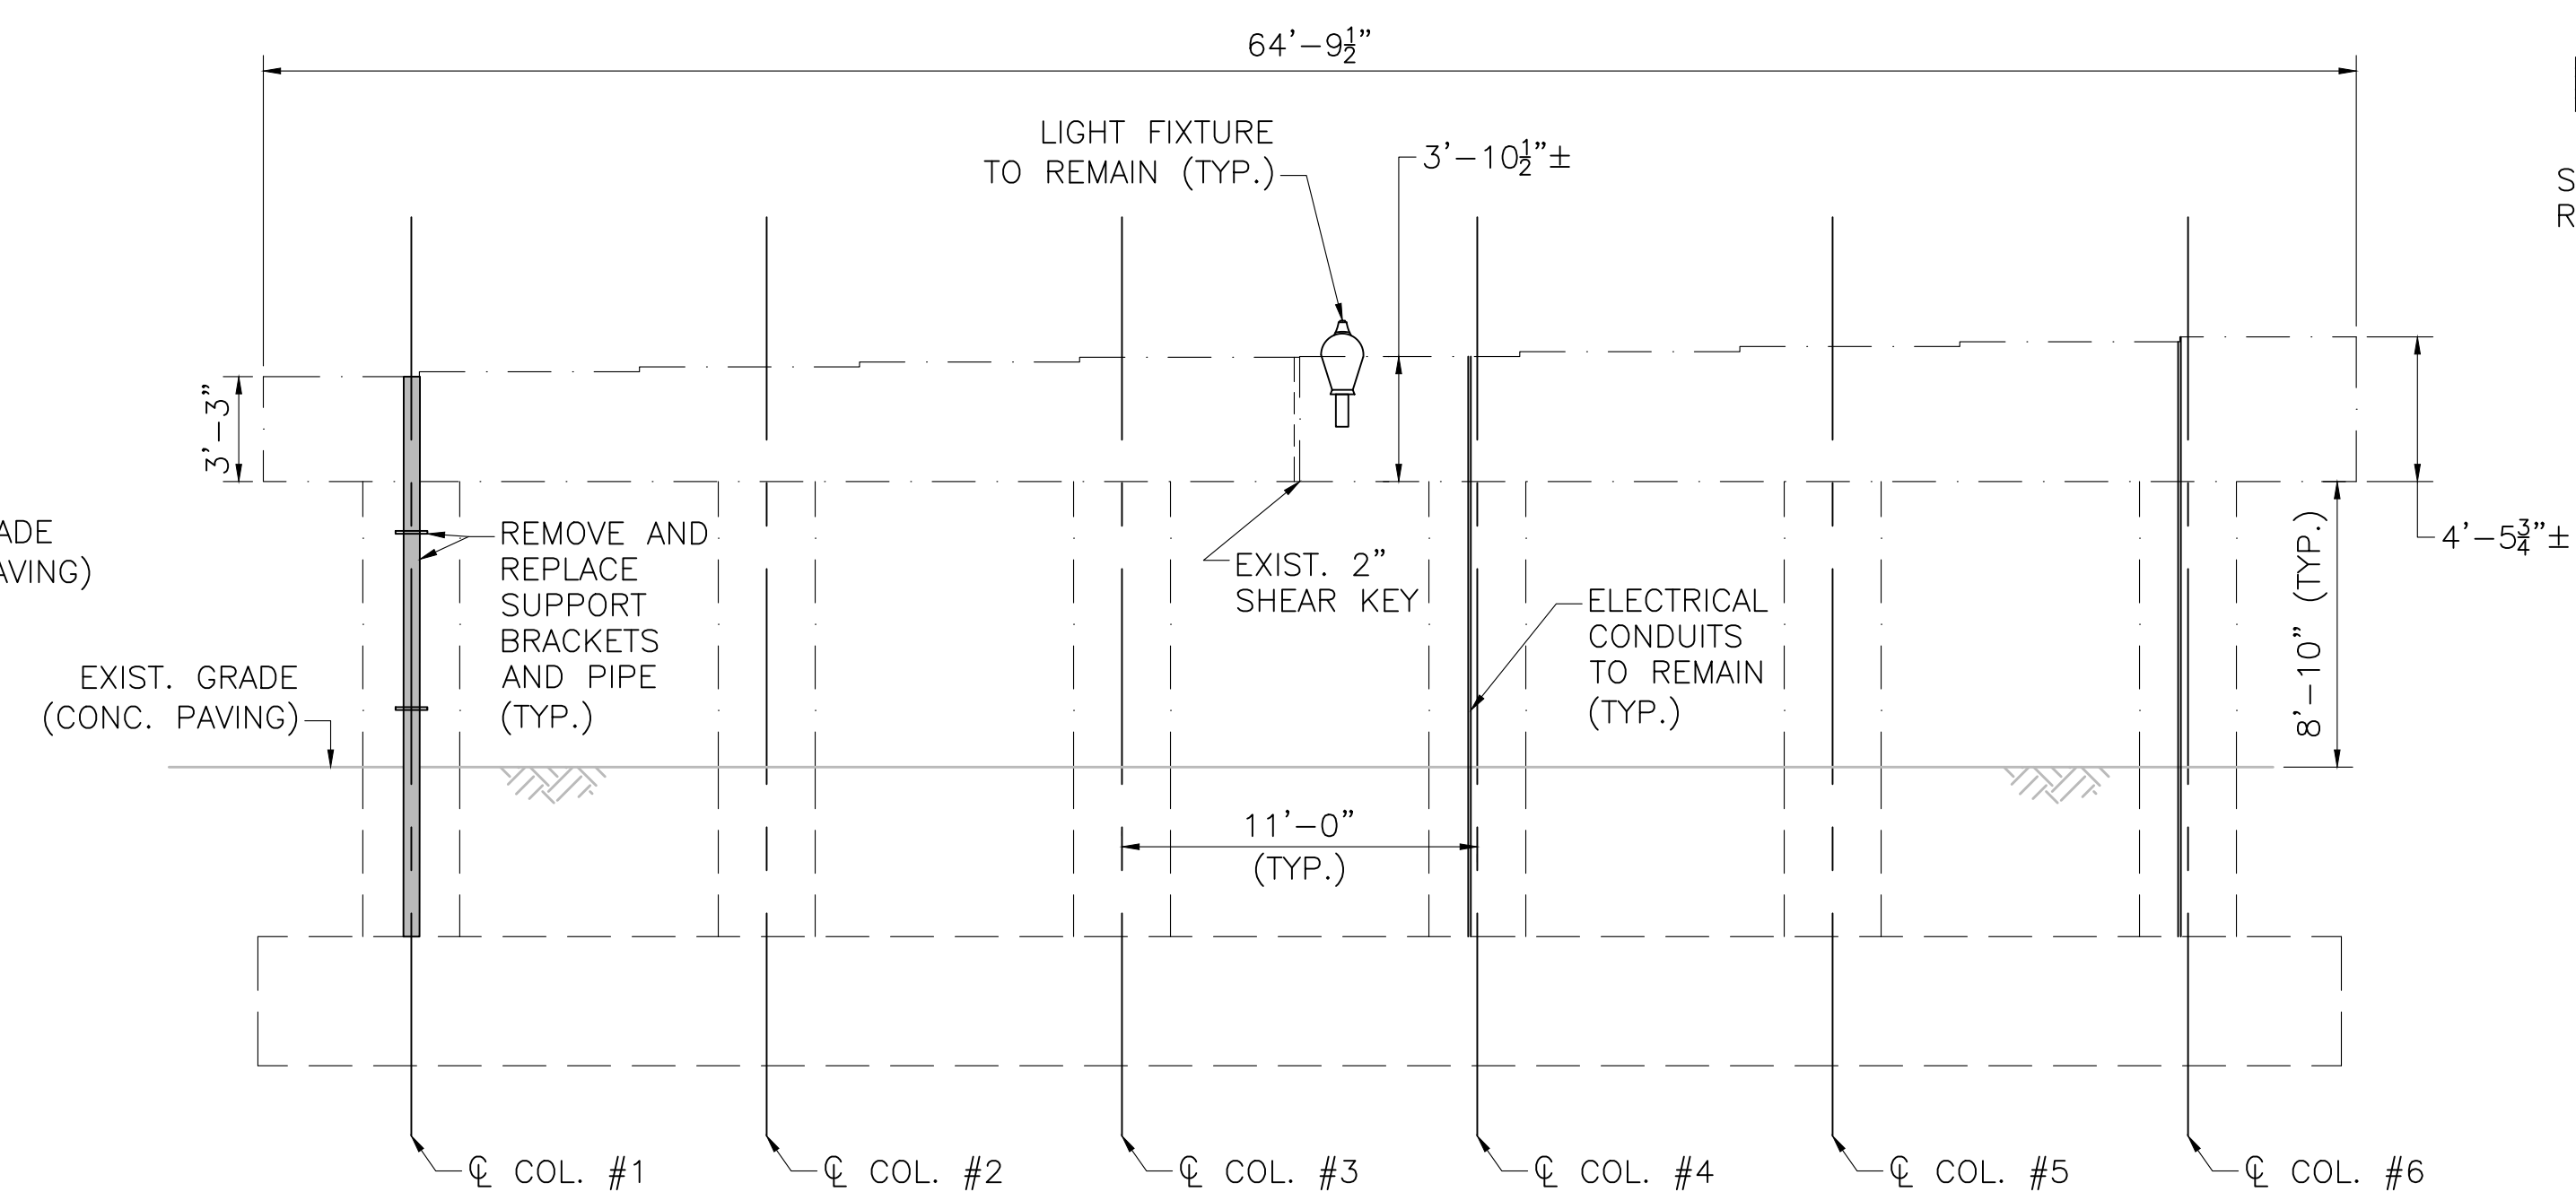 64'-9½"
LIGHT FIXTURE
TO REMAIN (TYP.)
3'-10½"±
S
R
3'-3"
ADE
AVING)
REMOVE AND
REPLACE
SUPPORT
BRACKETS
AND PIPE
(TYP.)
EXIST. 2"
SHEAR KEY
ELECTRICAL
CONDUITS
TO REMAIN
(TYP.)
8'-10" (TYP.)
4'-5¾"±
EXIST. GRADE
(CONC. PAVING)
11'-0"
(TYP.)
℄ COL. #1
℄ COL. #2
℄ COL. #3
℄ COL. #4
℄ COL. #5
℄ COL. #6